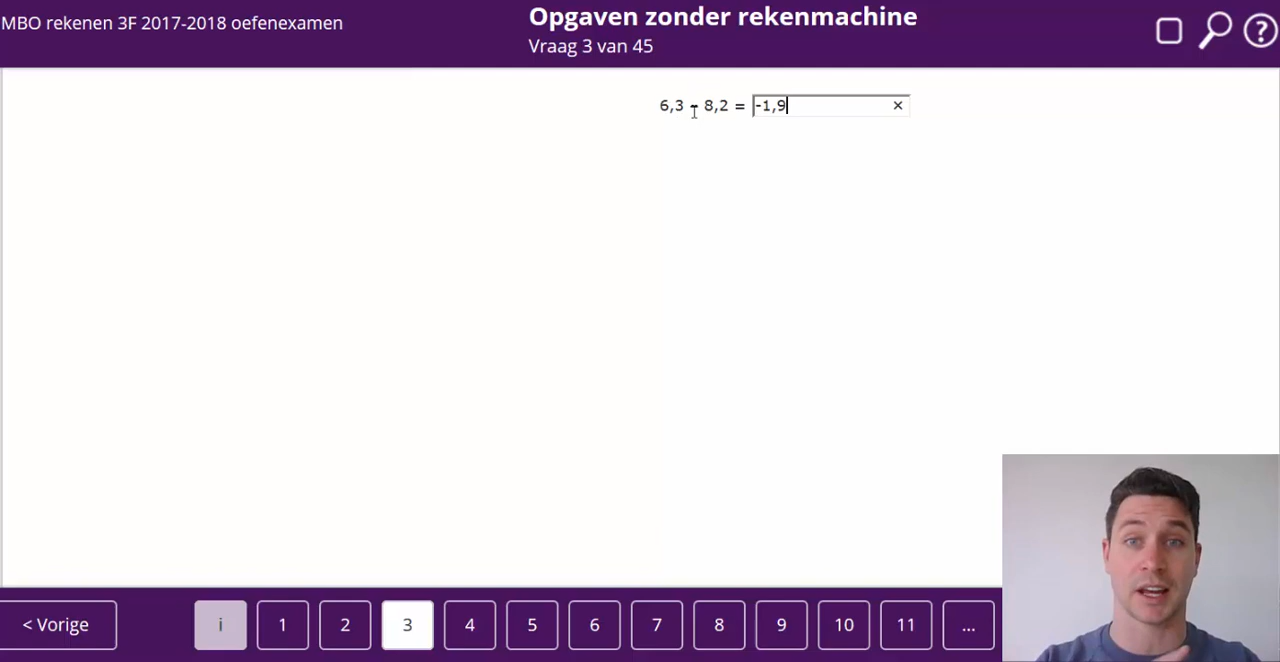 MBO rekenen 3F 2017-2018 oefenexamen
Opgaven zonder rekenmachine
Vraag 3 van 45
6,3 - 8,2 = -1,9
< Vorige i 1 2 3 4 5 6 7 8 9 10 11 ...